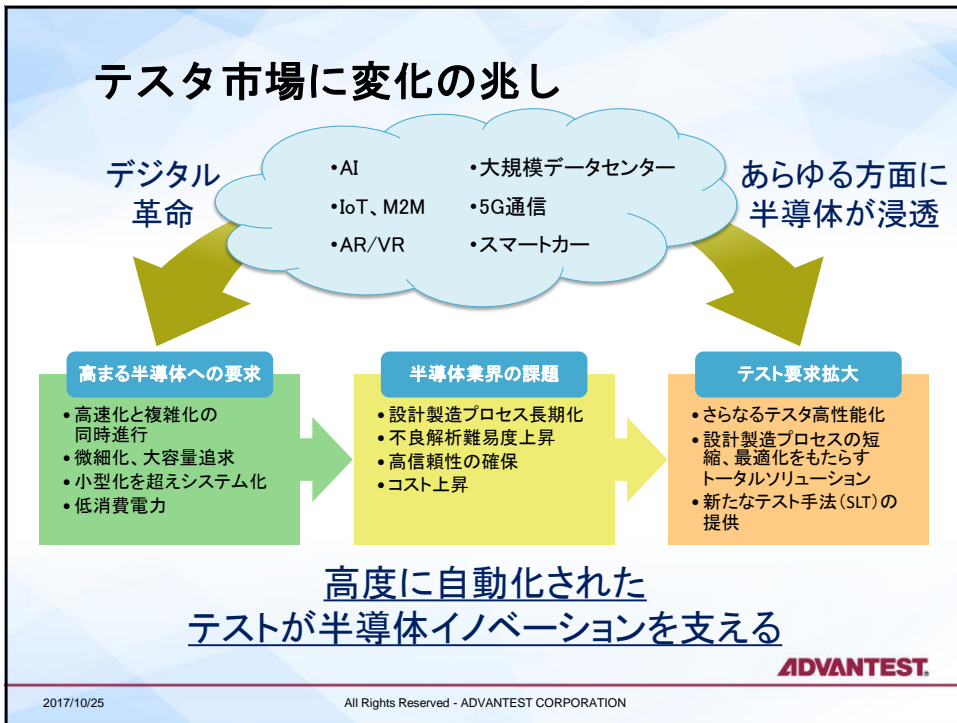 テスタ市場に変化の兆し
デジタル
革命
•AI
•IoT、M2M
•AR/VR
•大規模データセンター
•5G通信
•スマートカー
あらゆる方面に
半導体が浸透
高まる半導体への要求
• 高速化と複雑化の
同時進行
• 微細化、大容量追求
• 小型化を超えシステム化
• 低消費電力
半導体業界の課題
• 設計製造プロセス長期化
• 不良解析難易度上昇
• 高信頼性の確保
• コスト上昇
テスト要求拡大
• さらなるテスタ高性能化
• 設計製造プロセスの短
縮、最適化をもたらす
トータルソリューション
• 新たなテスト手法（SLT）の
提供
高度に自動化された
テストが半導体イノベーションを支える
ADVANTEST.
2017/10/25
All Rights Reserved - ADVANTEST CORPORATION